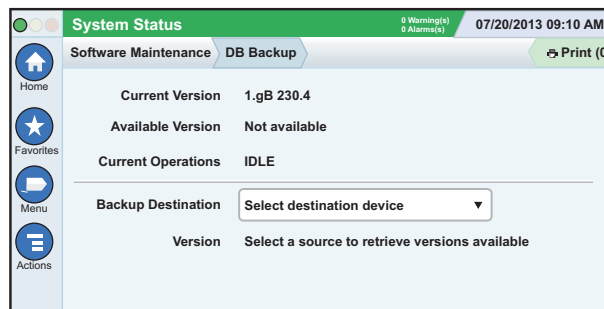 System Status
0 Warning(s)
0 Alarms(s)
07/20/2013 09:10 AM
Software Maintenance
DB Backup
Print (0
Home
Favorites
Menu
Actions
Current Version 1.gB 230.4
Available Version Not available
Current Operations IDLE
Backup Destination Select destination device
Version Select a source to retrieve versions available